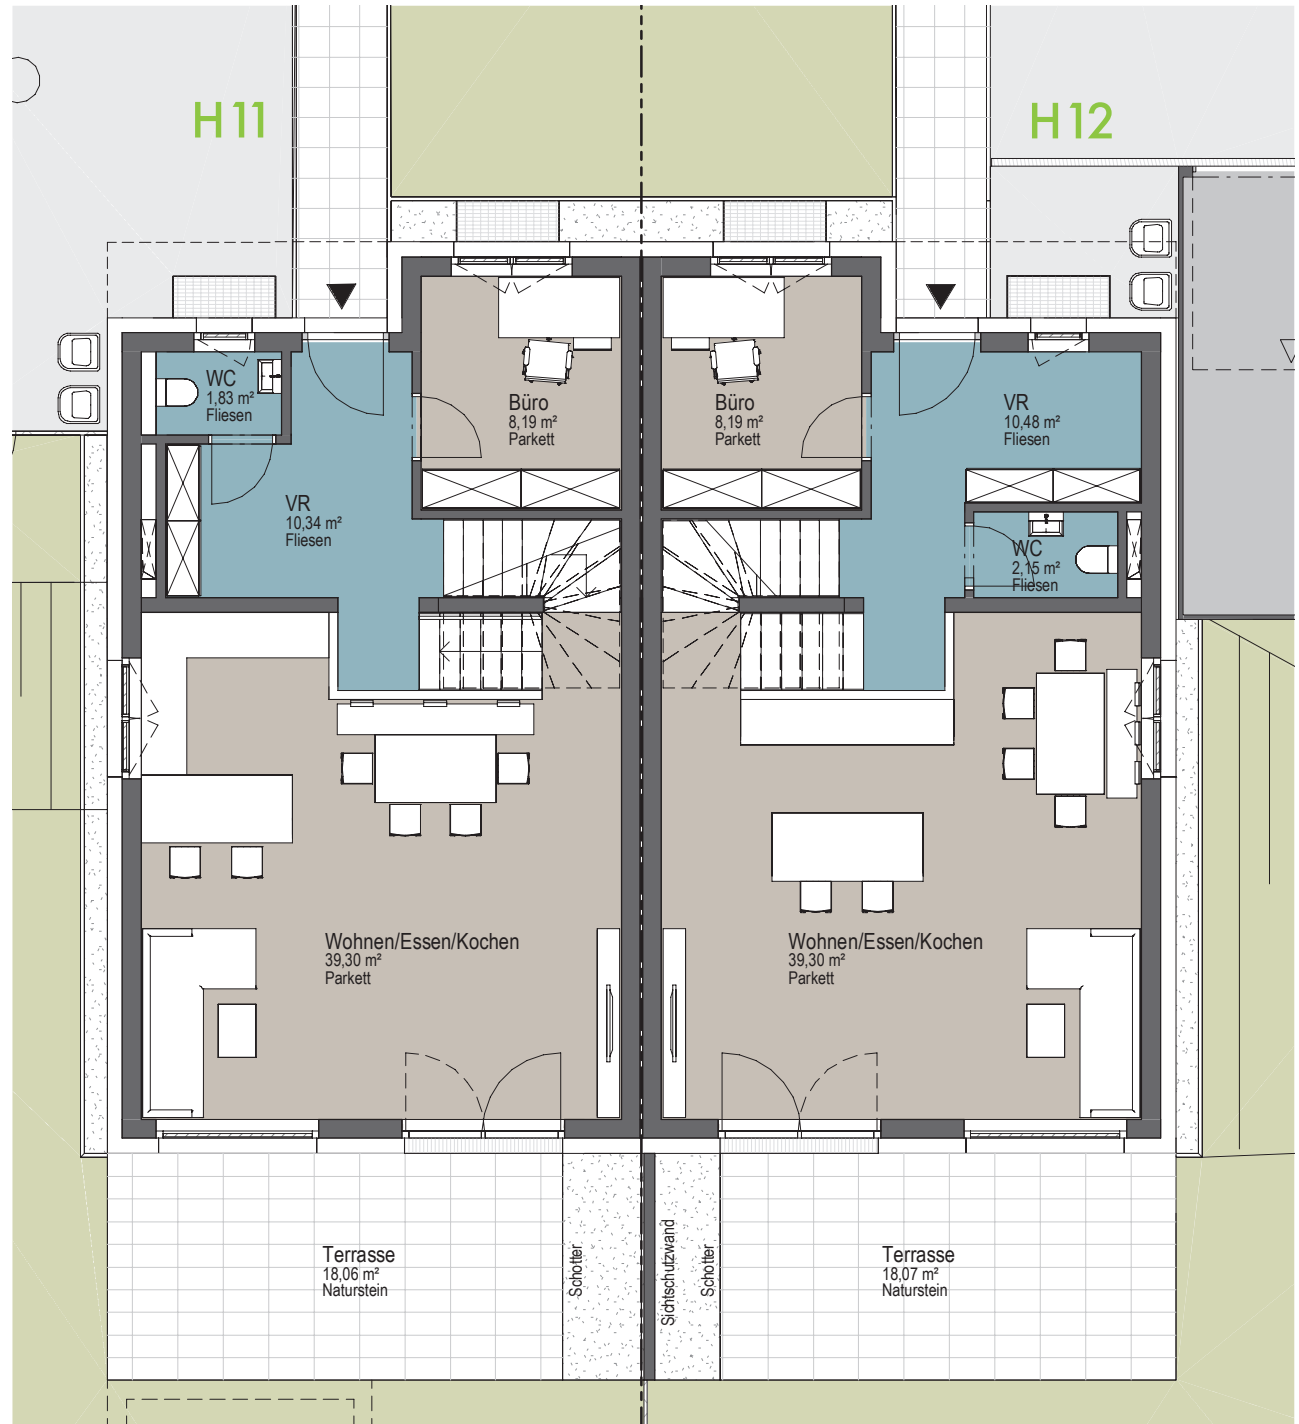 H 11
H 12
WC
1,83 m²
Fliesen
Büro
8,19 m²
Parkett
Büro
8,19 m²
Parkett
VR
10,48 m²
Fliesen
VR
10,34 m²
Fliesen
WC
2,15 m²
Fliesen
Wohnen/Essen/Kochen
39,30 m²
Parkett
Wohnen/Essen/Kochen
39,30 m²
Parkett
Terrasse
18,06 m²
Naturstein
Schotter
Sichtschutzwand
Schotter
Terrasse
18,07 m²
Naturstein